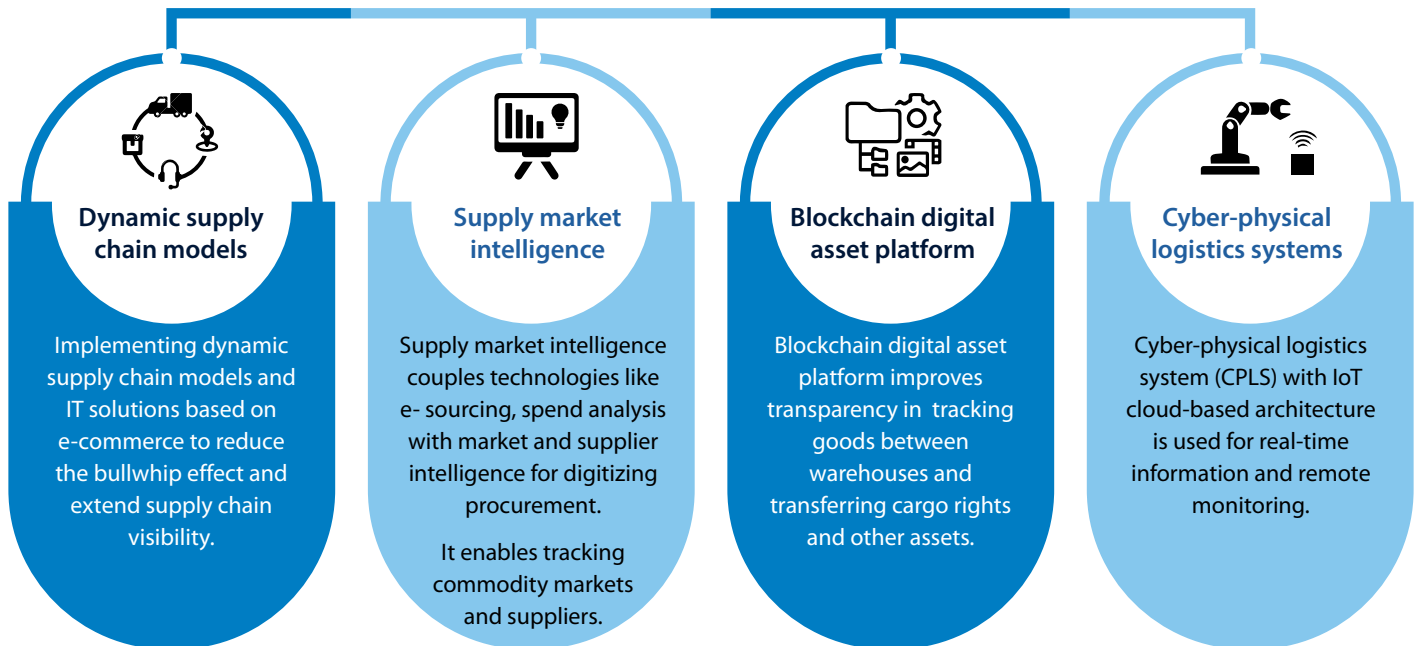 Dynamic supply
chain models
Implementing dynamic
supply chain models and
IT solutions based on
e-commerce to reduce
the bullwhip effect and
extend supply chain
visibility.
Supply market
intelligence
Supply market intelligence
couples technologies like
e- sourcing, spend analysis
with market and supplier
intelligence for digitizing
procurement.
It enables tracking
commodity markets
and suppliers.
Blockchain digital
asset platform
Blockchain digital asset
platform improves
transparency in  tracking
goods between
warehouses and
transferring cargo rights
and other assets.
Cyber-physical
logistics systems
Cyber-physical logistics
system (CPLS) with IoT
cloud-based architecture
is used for real-time
information and remote
monitoring.